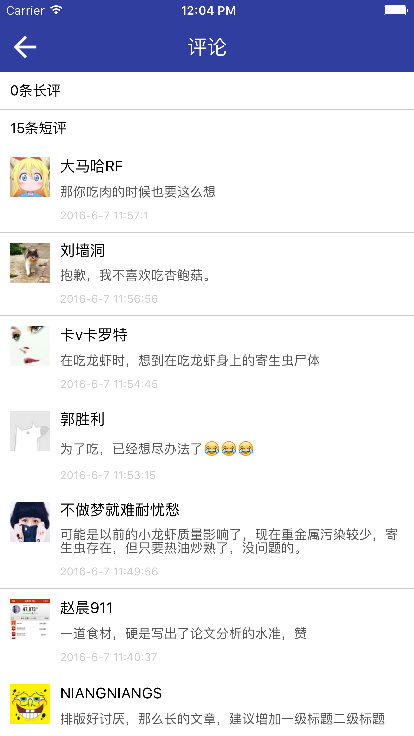 Carrier 12:04 PM
评论
0条长评
15条短评
大马哈RF
那你吃肉的时候也要这么想
2016-6-7 11:57:1
刘墙洞
抱歉，我不喜欢吃杏鲍菇。
2016-6-7 11:56:56
卡v卡罗特
在吃龙虾时，想到在吃龙虾身上的寄生虫尸体
2016-6-7 11:54:45
郭胜利
为了吃，已经想尽办法了😂😂😂
2016-6-7 11:53:15
不做梦就难耐忧愁
可能是以前的小龙虾质量影响了，现在重金属污染较少，寄
生虫存在，但只要热油炒熟了，没问题的。
2016-6-7 11:49:56
赵晨911
一道食材，硬是写出了论文分析的水准，赞
2016-6-7 11:40:37
NIANGNIANGS
排版好讨厌，那么长的文章，建议增加一级标题二级标题